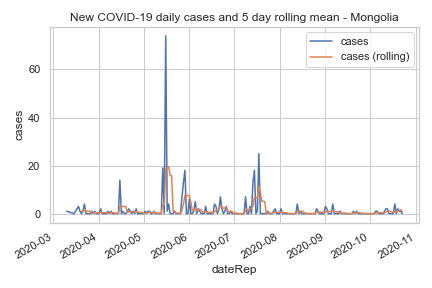 New COVID-19 daily cases and 5 day rolling mean - Mongolia
cases
cases (rolling)
60
40
20
0
cases
2020-03
2020-04
2020-05
2020-06
2020-07
2020-08
2020-09
2020-10
2020-11
dateRep